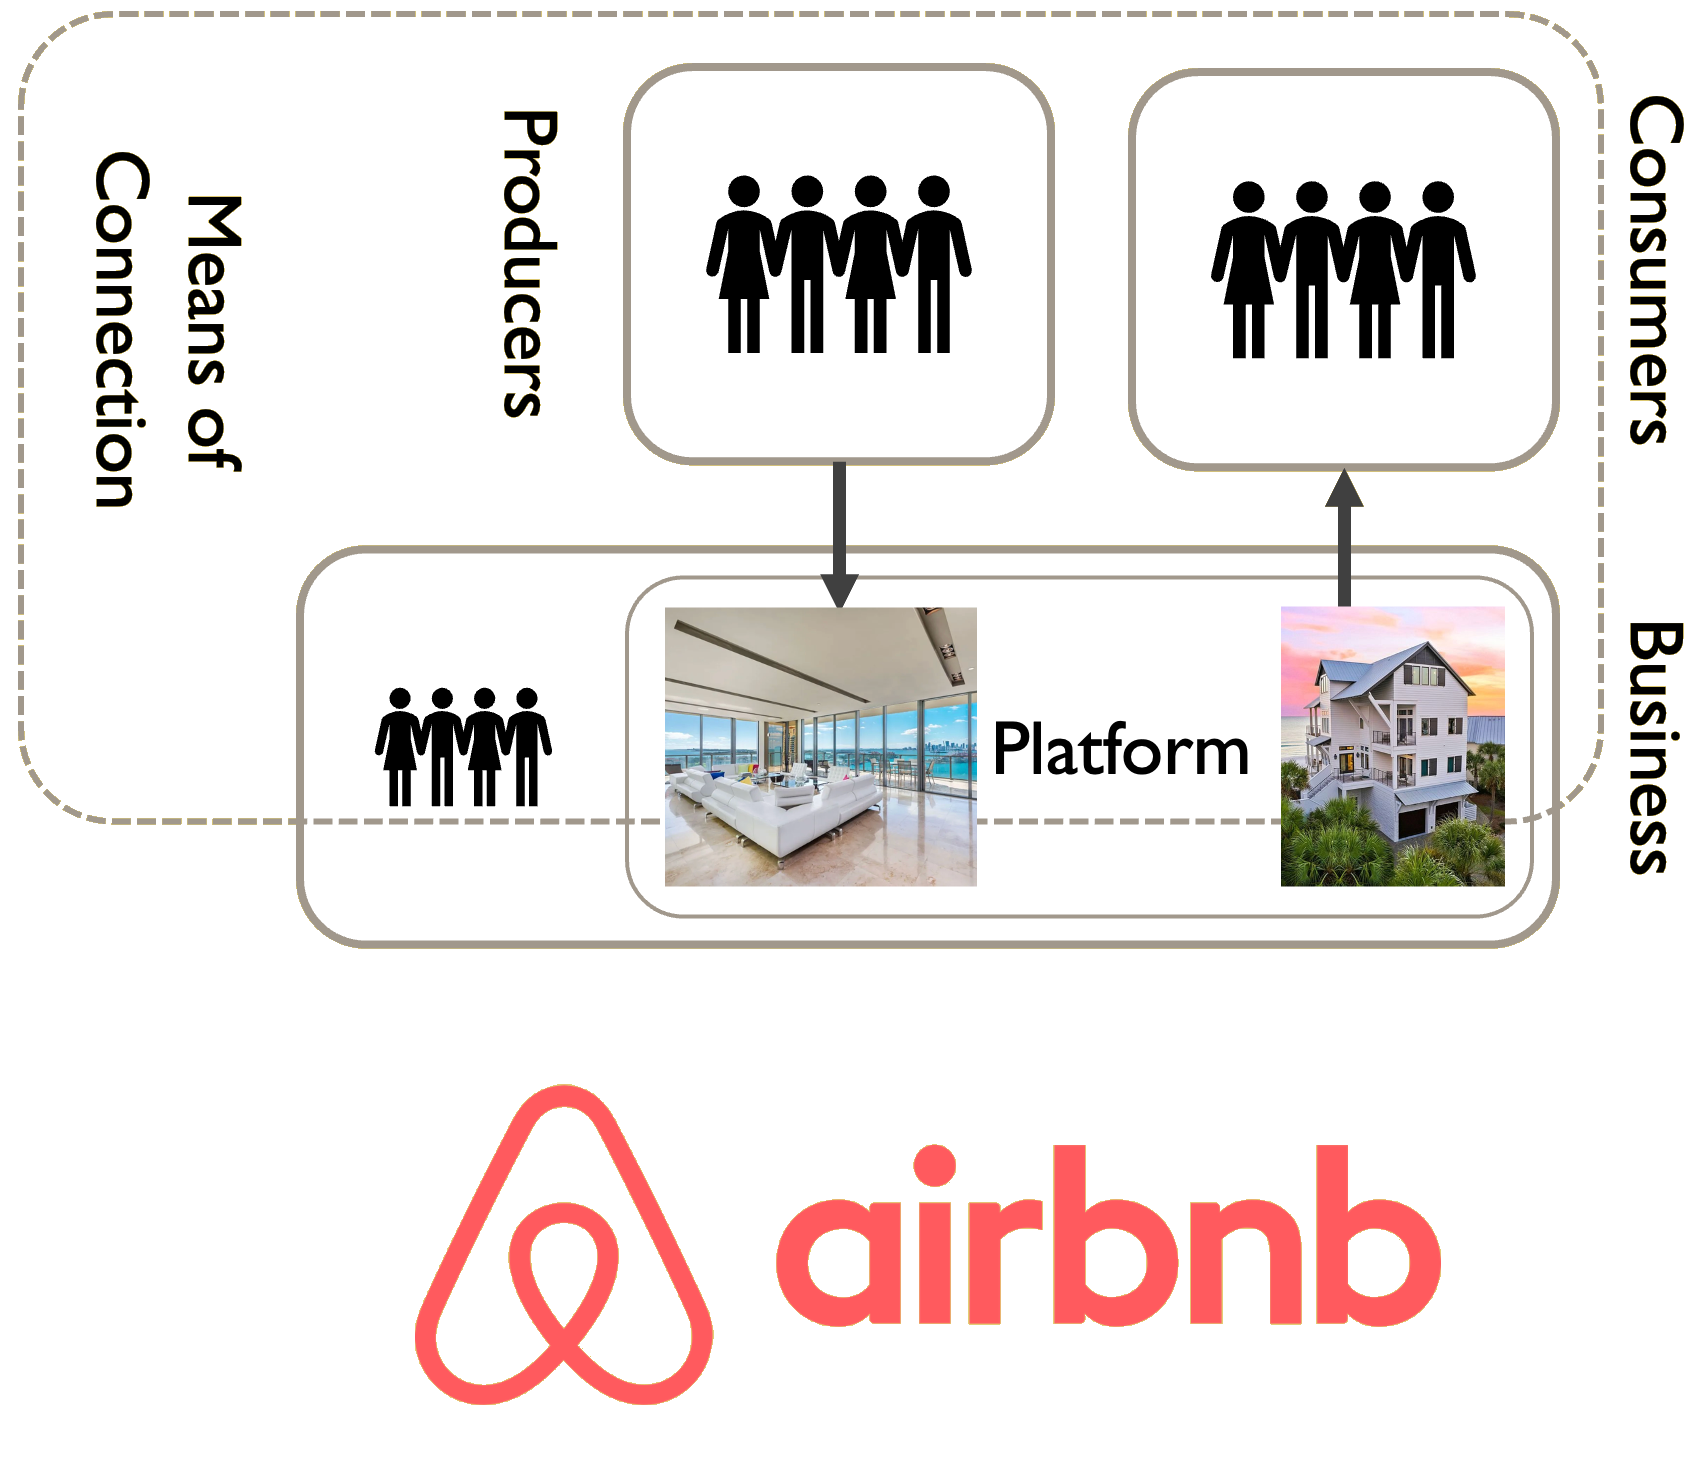 Means of
Connection
Producers
Consumers
Platform
Business
airbnb